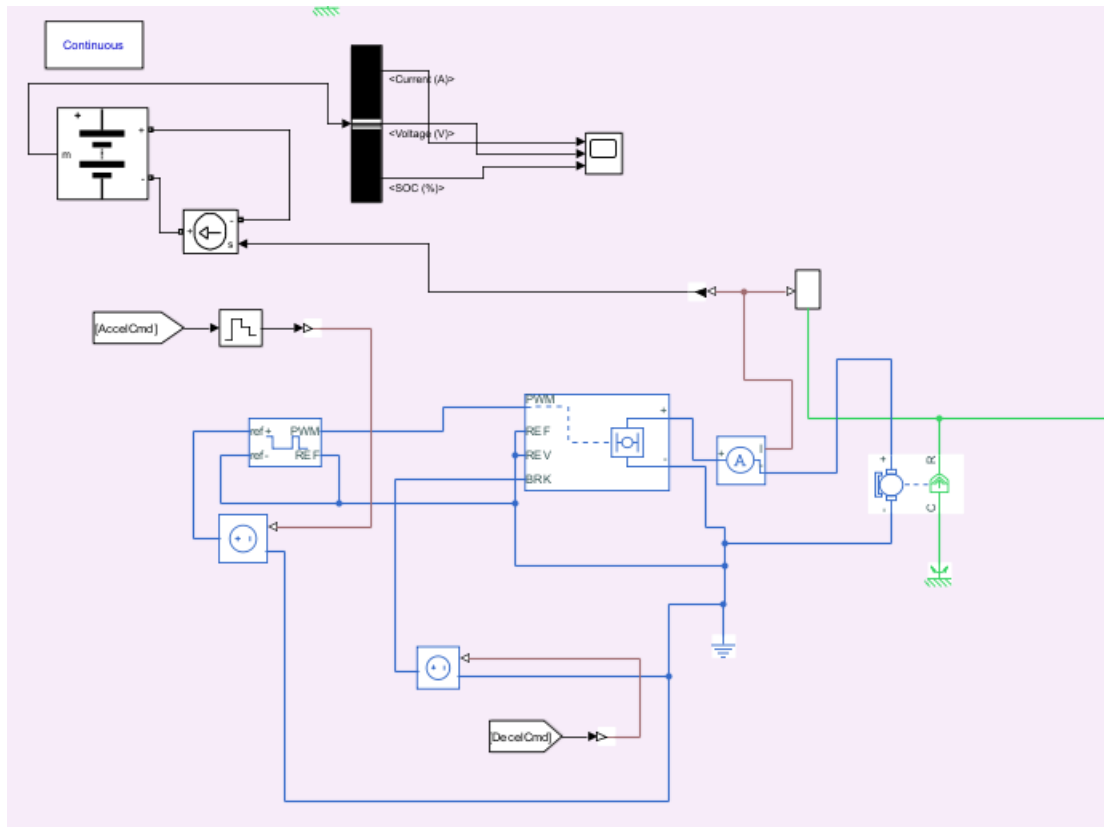 Continuous
<Current (A)>
+
+
<Voltage (V)>
m
-
<SOC (%)>
-
+
s
[AccelCmd]
PWM
+
ref+
PWM
REF
R
+
I
ref-
REF
REV
-
+
A
-
BRK
-
C
+ -
+ -
[DecelCmd]